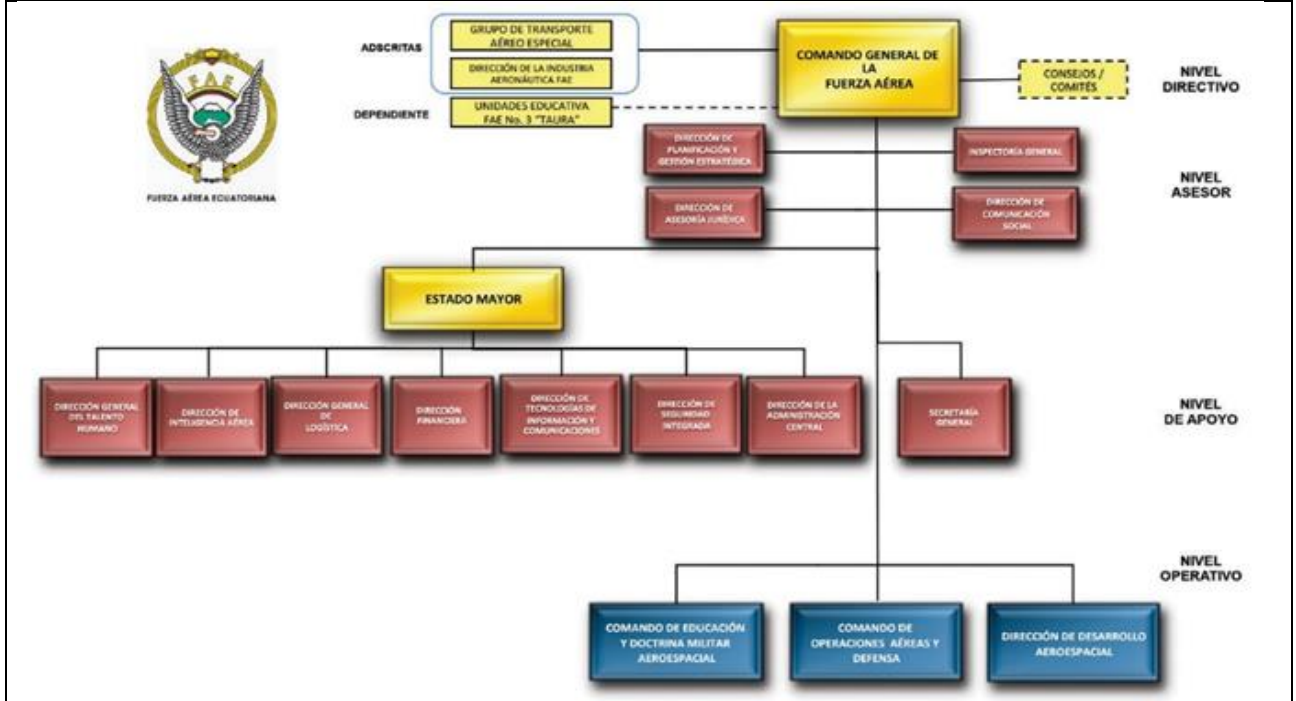 ADSCRITAS
GRUPO DE TRANSPORTE
AÉREO ESPECIAL
DIRECCIÓN DE LA INDUSTRIA
AERONÁUTICA FAE
DEPENDIENTE
UNIDADES EDUCATIVA
FAE No. 3 "TAURA"
COMANDO GENERAL DE
LA
FUERZA AÉREA
CONSEJOS /
COMITÉS
NIVEL
DIRECTIVO
FAE
FUERZA AÉREA ECUATORIANA
DIRECCIÓN DE
PLANIFICACIÓN Y
GESTIÓN ESTRATÉGICA
INSPECTORÍA GENERAL
DIRECCIÓN DE
ASESORÍA JURÍDICA
DIRECCIÓN DE
COMUNICACIÓN
SOCIAL
NIVEL
ASESOR
ESTADO MAYOR
DIRECCIÓN GENERAL
DEL TALENTO
HUMANO
DIRECCIÓN DE
INTELIGENCIA AÉREA
DIRECCIÓN GENERAL
DE
LOGÍSTICA
DIRECCIÓN
FINANCIERA
DIRECCIÓN DE
TECNOLOGÍAS DE
INFORMACIÓN Y
COMUNICACIONES
DIRECCIÓN DE
SEGURIDAD
INTEGRADA
DIRECCIÓN DE LA
ADMINISTRACIÓN
CENTRAL
SECRETARÍA
GENERAL
NIVEL
DE APOYO
NIVEL
OPERATIVO
COMANDO DE EDUCACIÓN
Y DOCTRINA MILITAR
AEROESPACIAL
COMANDO DE
OPERACIONES AÉREAS Y
DEFENSA
DIRECCIÓN DE DESARROLLO
AEROESPACIAL